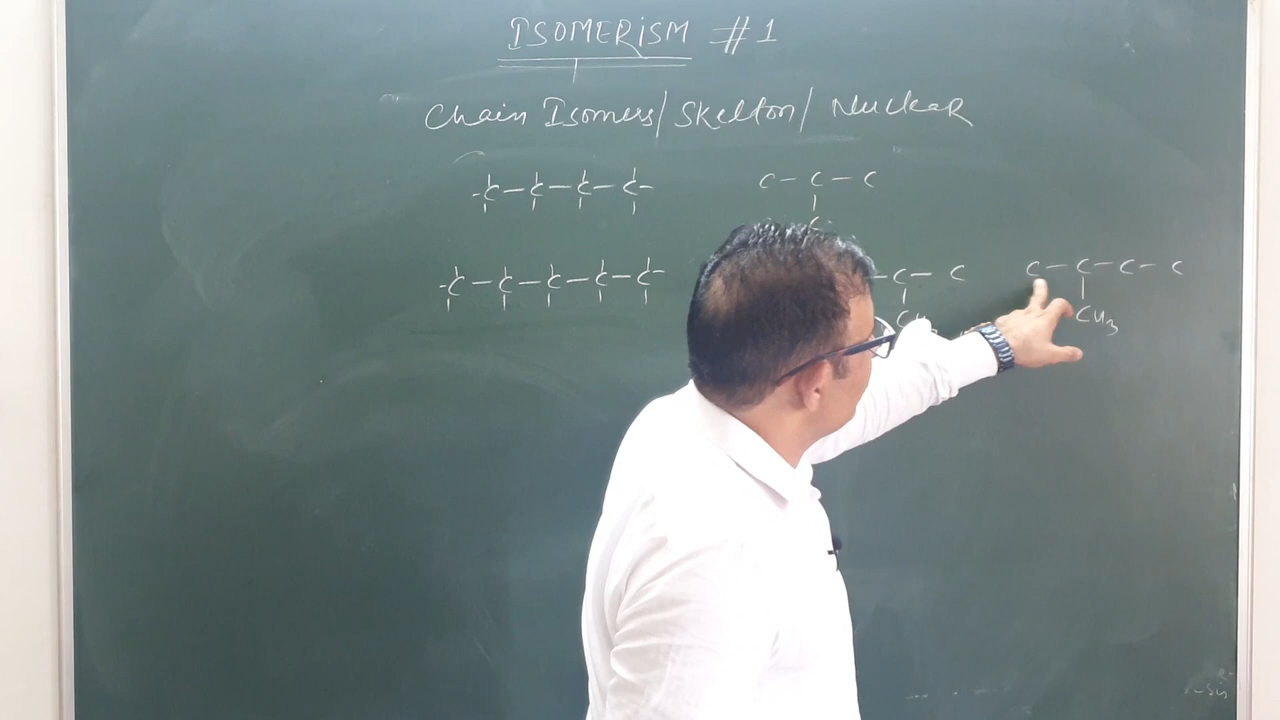 ISOMERiSM #1
Chain Isomers/Skelton/Nuclear
C-C-C-C C-C-C
C
C-C-C-C-C -C-C C-C-C-C
CH3